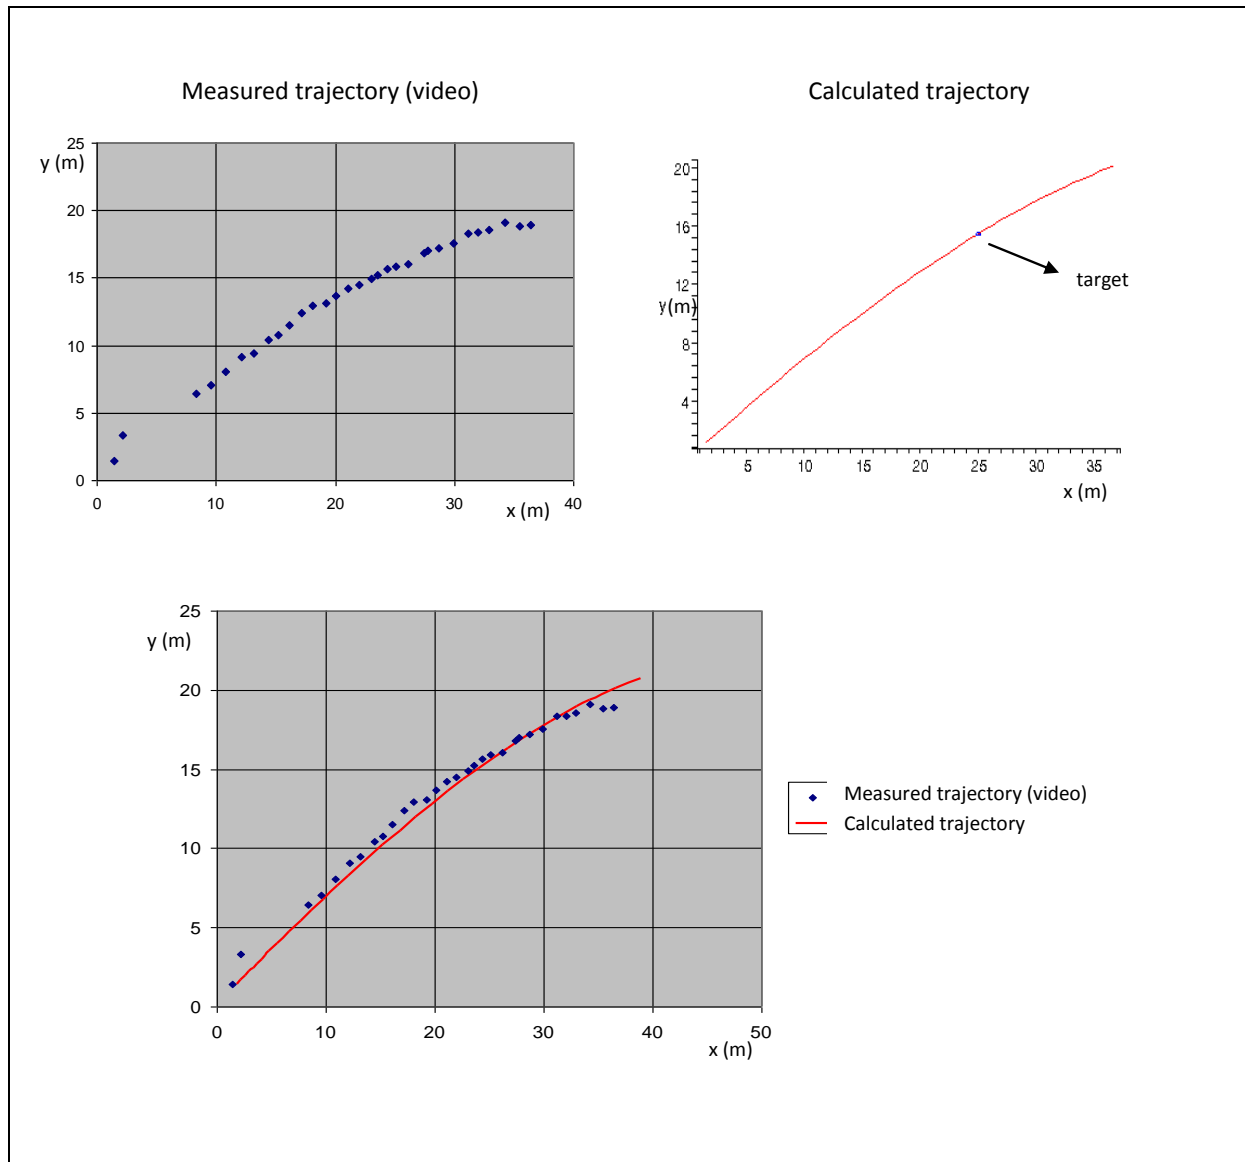 Measured trajectory (video)
25
y (m)
20
15
10
5
0
0 10 20 30 40
x (m)
Calculated trajectory
20
16
target
12
y(m)
8
4
5 10 15 20 25 30 35
x (m)
25
y (m)
20
15
10
5
0
0 10 20 30 40 50
x (m)
Measured trajectory (video)
Calculated trajectory